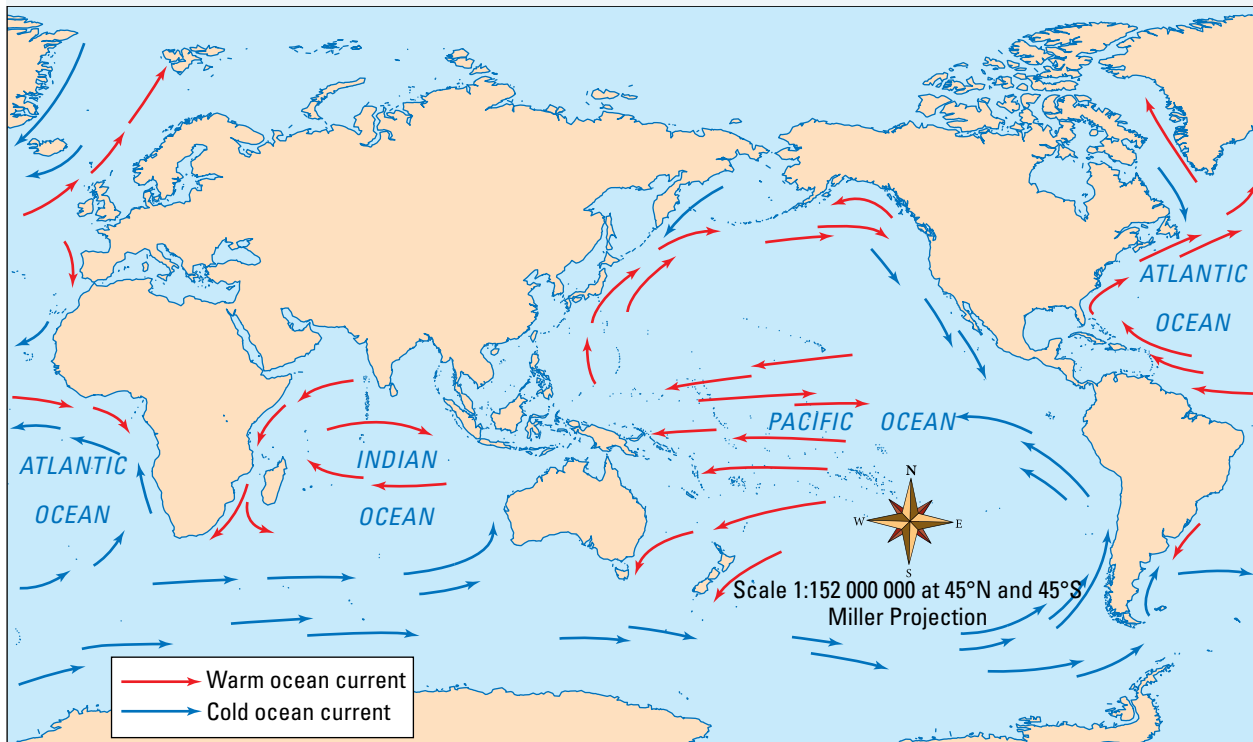 ATLANTIC
OCEAN
PACIFIC OCEAN
ATLANTIC
OCEAN
INDIAN
OCEAN
N
W E
S
Scale 1:152 000 000 at 45°N and 45°S
Miller Projection
Warm ocean current
Cold ocean current